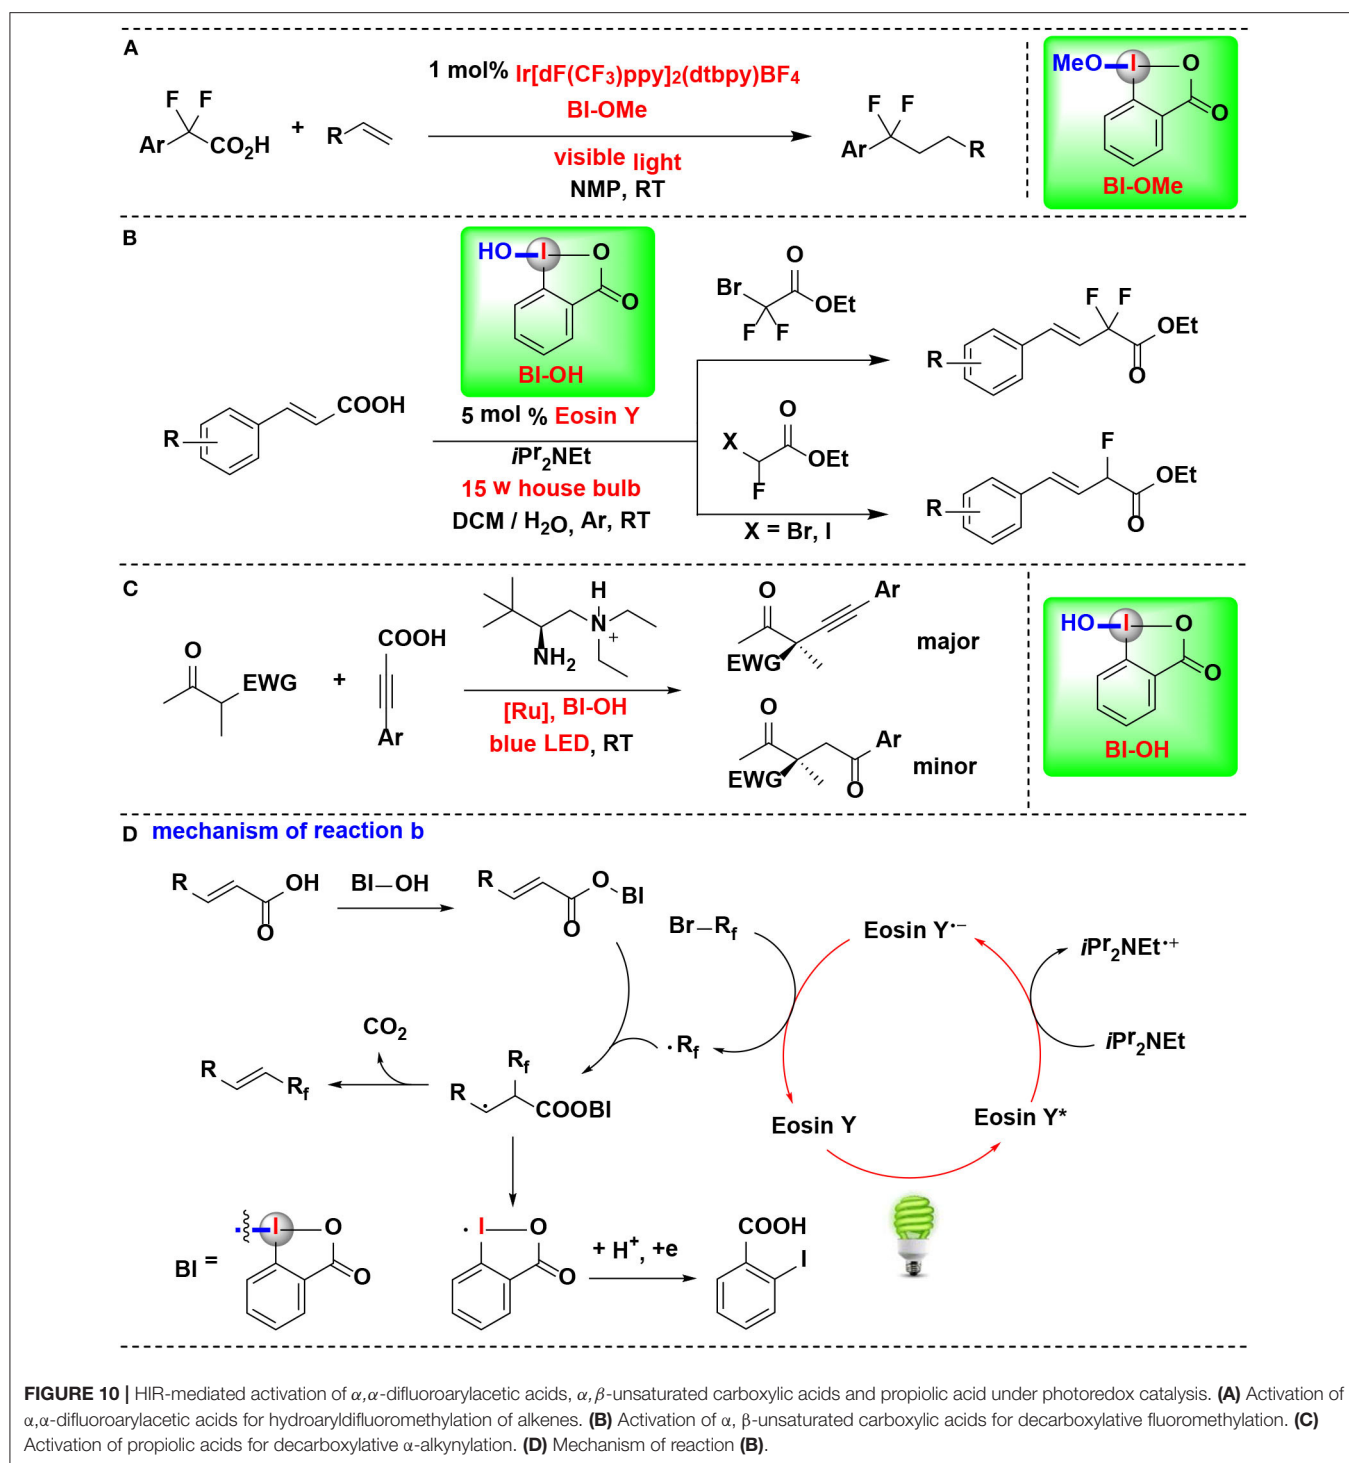 A
1 mol% Ir[dF(CF3)ppy]2(dtbpy)BF4
BI-OMe
visible light
NMP, RT
F F
Ar CO2H
+
R
F F
Ar R
MeO I O
O
BI-OMe
B
HO I O
O
BI-OH
5 mol % Eosin Y
iPr2NEt
15 w house bulb
DCM / H2O, Ar, RT
R COOH
O
Br OEt
F F
O
X OEt
F
X = Br, I
F F
R OEt
O
F
R OEt
O
C
O
EWG
+
COOH
Ar
H
N
+
NH2
[Ru], BI-OH
blue LED, RT
O Ar
EWG
major
O Ar
EWG O
minor
HO I O
O
BI-OH
D mechanism of reaction b
R OH
O
BI–OH
R O
BI
O
Br–Rf
Eosin Y•–
iPr2NEt•+
iPr2NEt
Eosin Y*
Eosin Y
·Rf
CO2
R Rf
Rf
R · COOBI
BI = I O
O
· I O
O
+ H+, +e
COOH
I
FIGURE 10 | HIR-mediated activation of α,α-difluoroarylacetic acids, α,β-unsaturated carboxylic acids and propiolic acid under photoredox catalysis. (A) Activation of
α,α-difluoroarylacetic acids for hydroaryldifluoromethylation of alkenes. (B) Activation of α, β-unsaturated carboxylic acids for decarboxylative fluoromethylation. (C)
Activation of propiolic acids for decarboxylative α-alkynylation. (D) Mechanism of reaction (B).